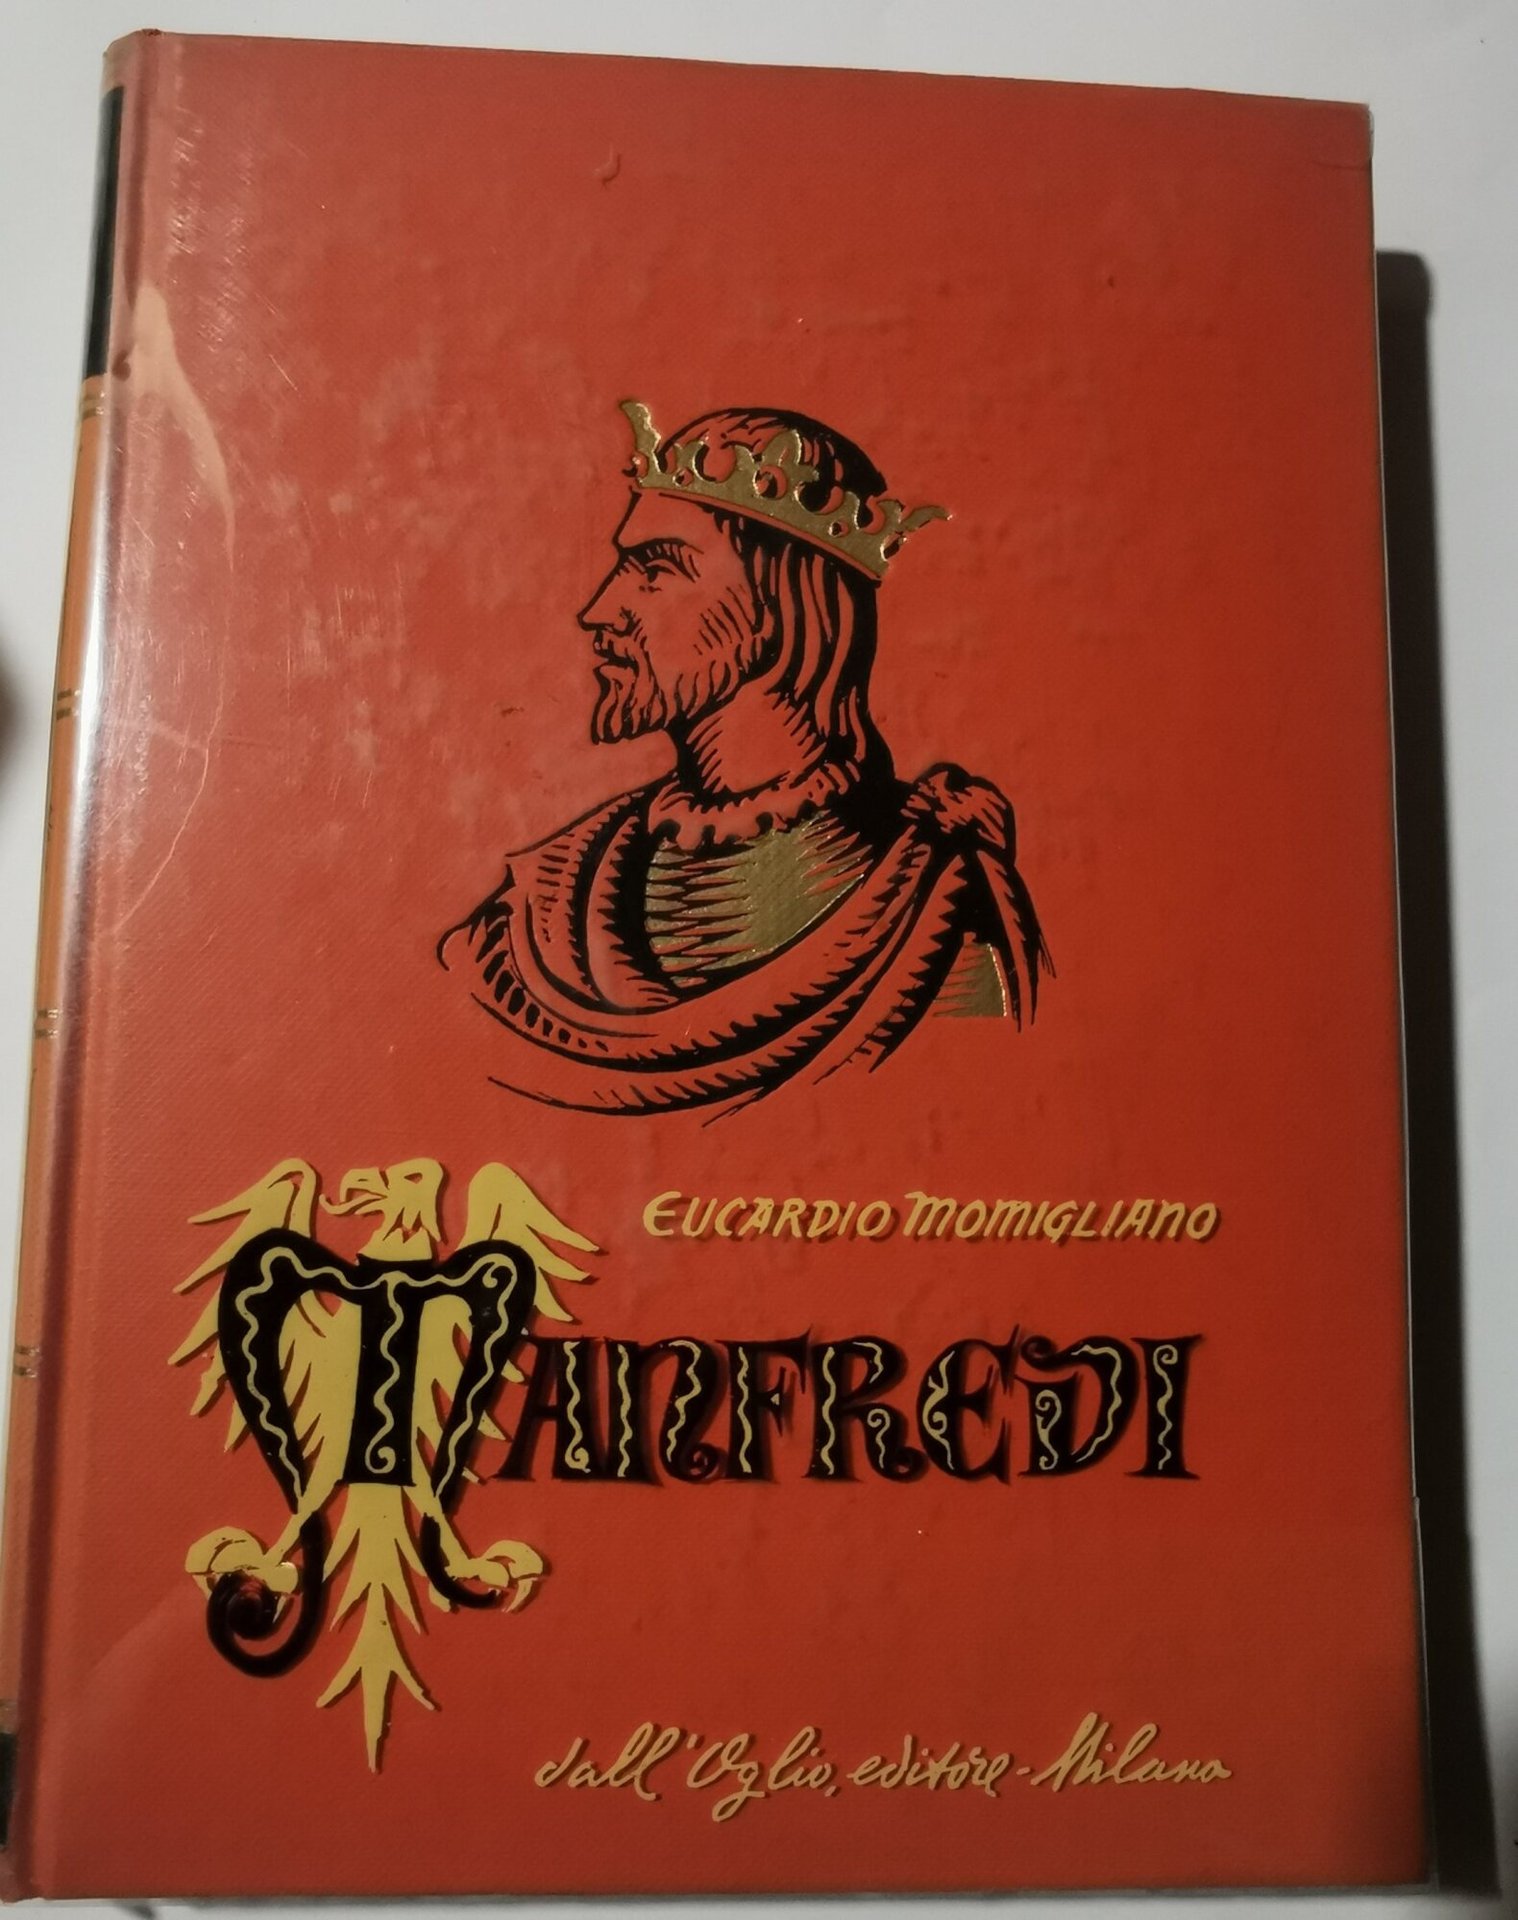 EUCARDIO MOMIGLIANO
MANFREDI
dall'Oglio, editore - Milano